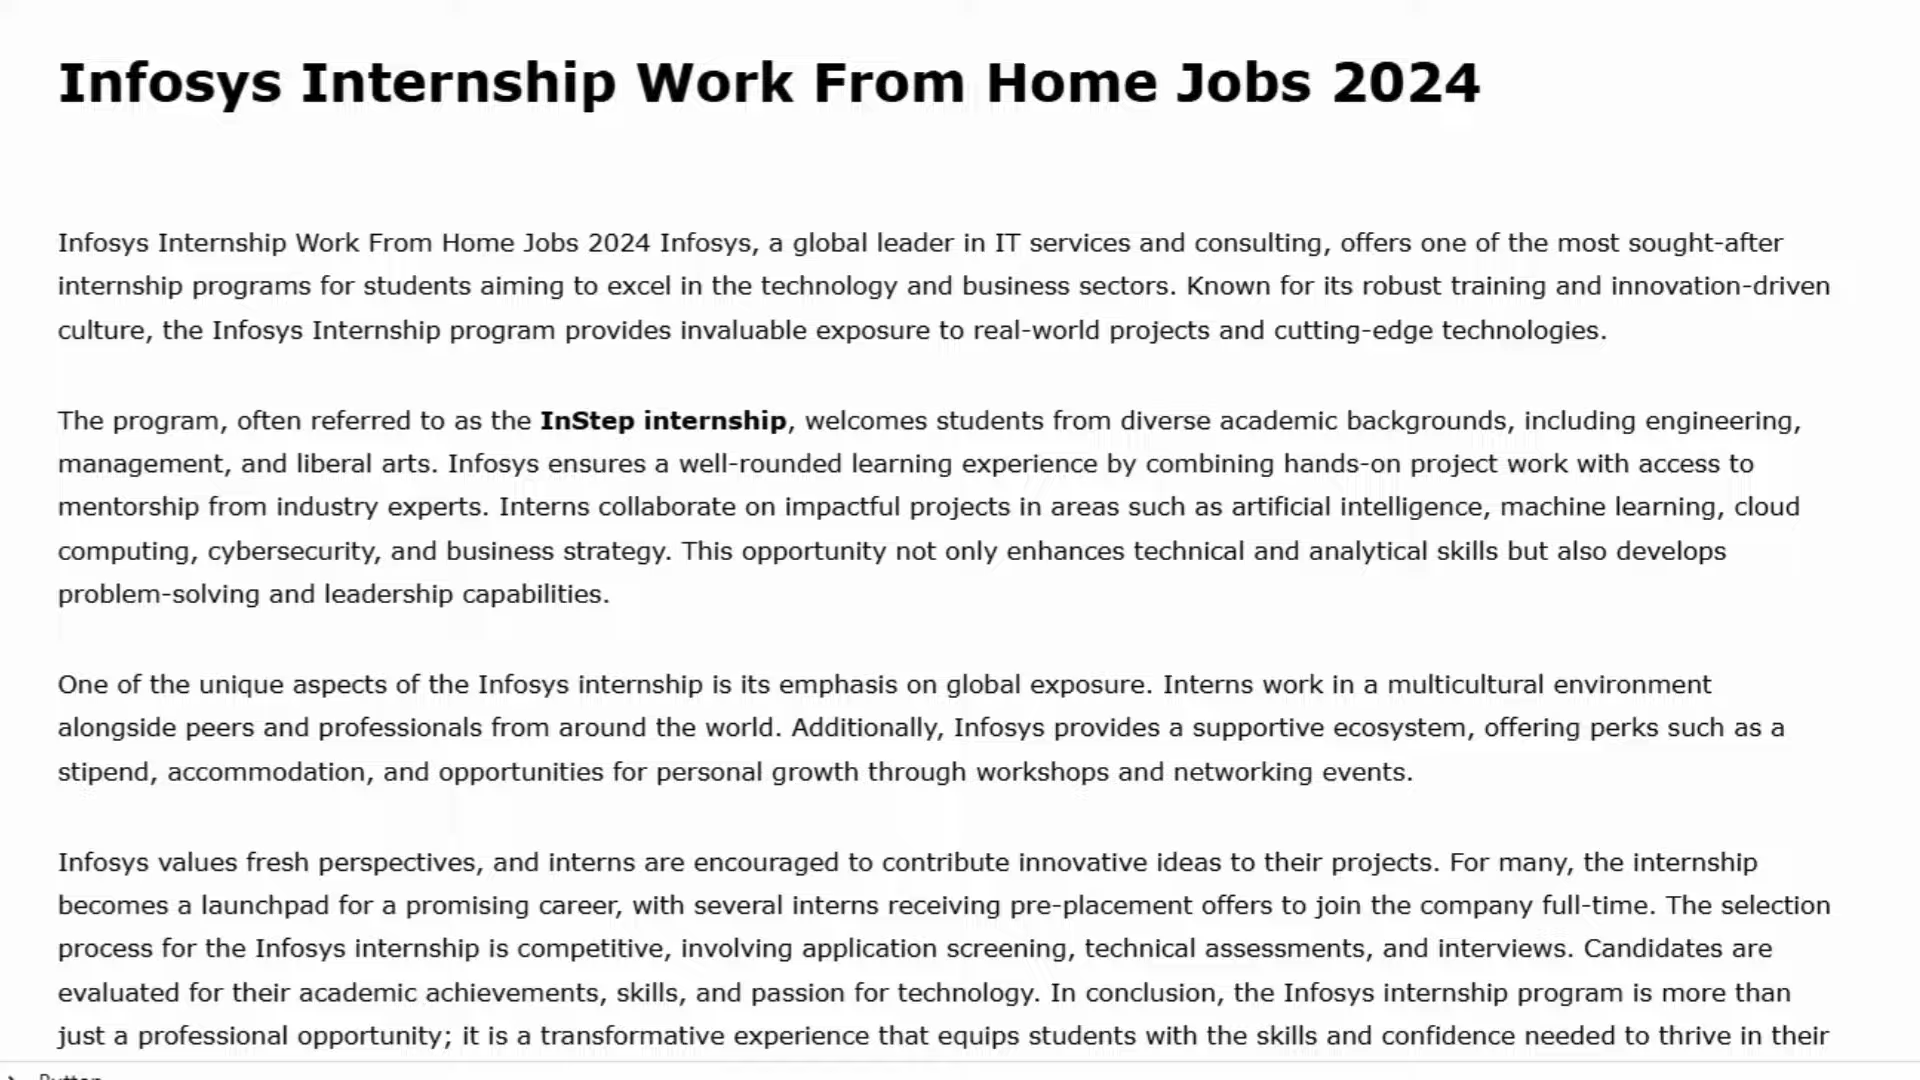 Infosys Internship Work From Home Jobs 2024
Infosys Internship Work From Home Jobs 2024 Infosys, a global leader in IT services and consulting, offers one of the most sought-after
internship programs for students aiming to excel in the technology and business sectors. Known for its robust training and innovation-driven
culture, the Infosys Internship program provides invaluable exposure to real-world projects and cutting-edge technologies.
The program, often referred to as the InStep internship, welcomes students from diverse academic backgrounds, including engineering,
management, and liberal arts. Infosys ensures a well-rounded learning experience by combining hands-on project work with access to
mentorship from industry experts. Interns collaborate on impactful projects in areas such as artificial intelligence, machine learning, cloud
computing, cybersecurity, and business strategy. This opportunity not only enhances technical and analytical skills but also develops
problem-solving and leadership capabilities.
One of the unique aspects of the Infosys internship is its emphasis on global exposure. Interns work in a multicultural environment
alongside peers and professionals from around the world. Additionally, Infosys provides a supportive ecosystem, offering perks such as a
stipend, accommodation, and opportunities for personal growth through workshops and networking events.
Infosys values fresh perspectives, and interns are encouraged to contribute innovative ideas to their projects. For many, the internship
becomes a launchpad for a promising career, with several interns receiving pre-placement offers to join the company full-time. The selection
process for the Infosys internship is competitive, involving application screening, technical assessments, and interviews. Candidates are
evaluated for their academic achievements, skills, and passion for technology. In conclusion, the Infosys internship program is more than
just a professional opportunity; it is a transformative experience that equips students with the skills and confidence needed to thrive in their